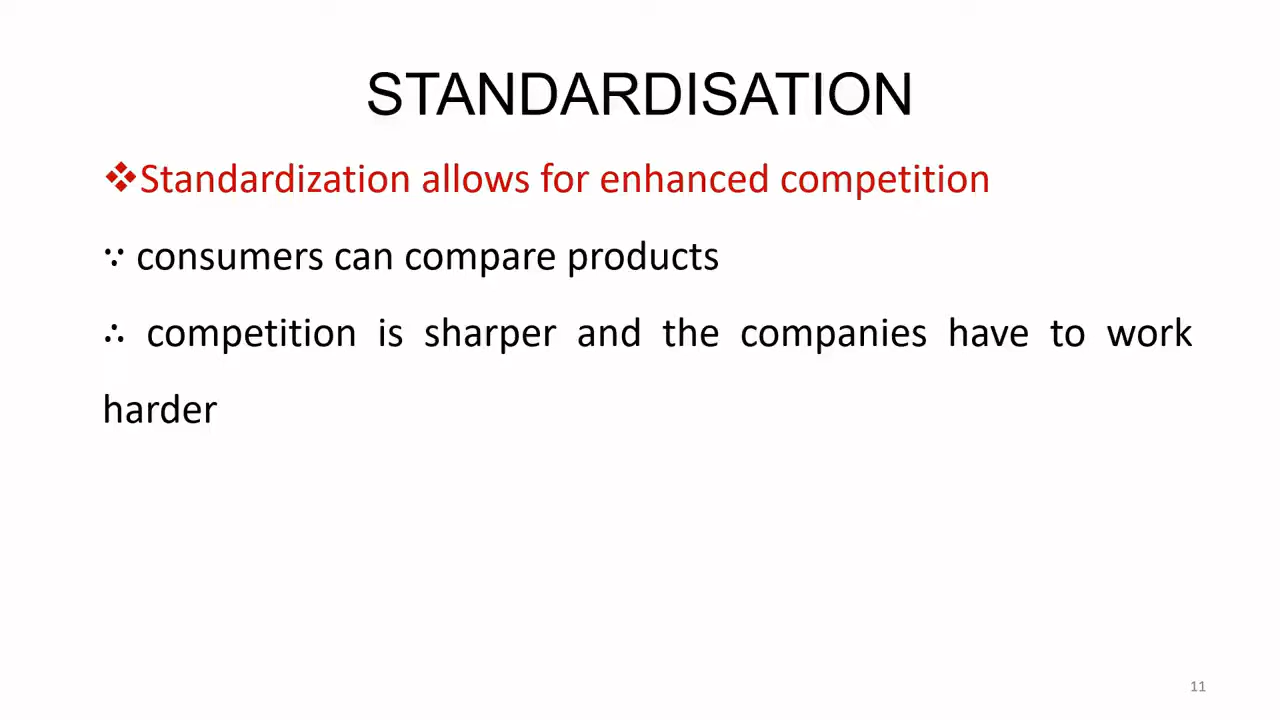 STANDARDISATION
❖Standardization allows for enhanced competition
∵ consumers can compare products
∴ competition is sharper and the companies have to work
harder
11